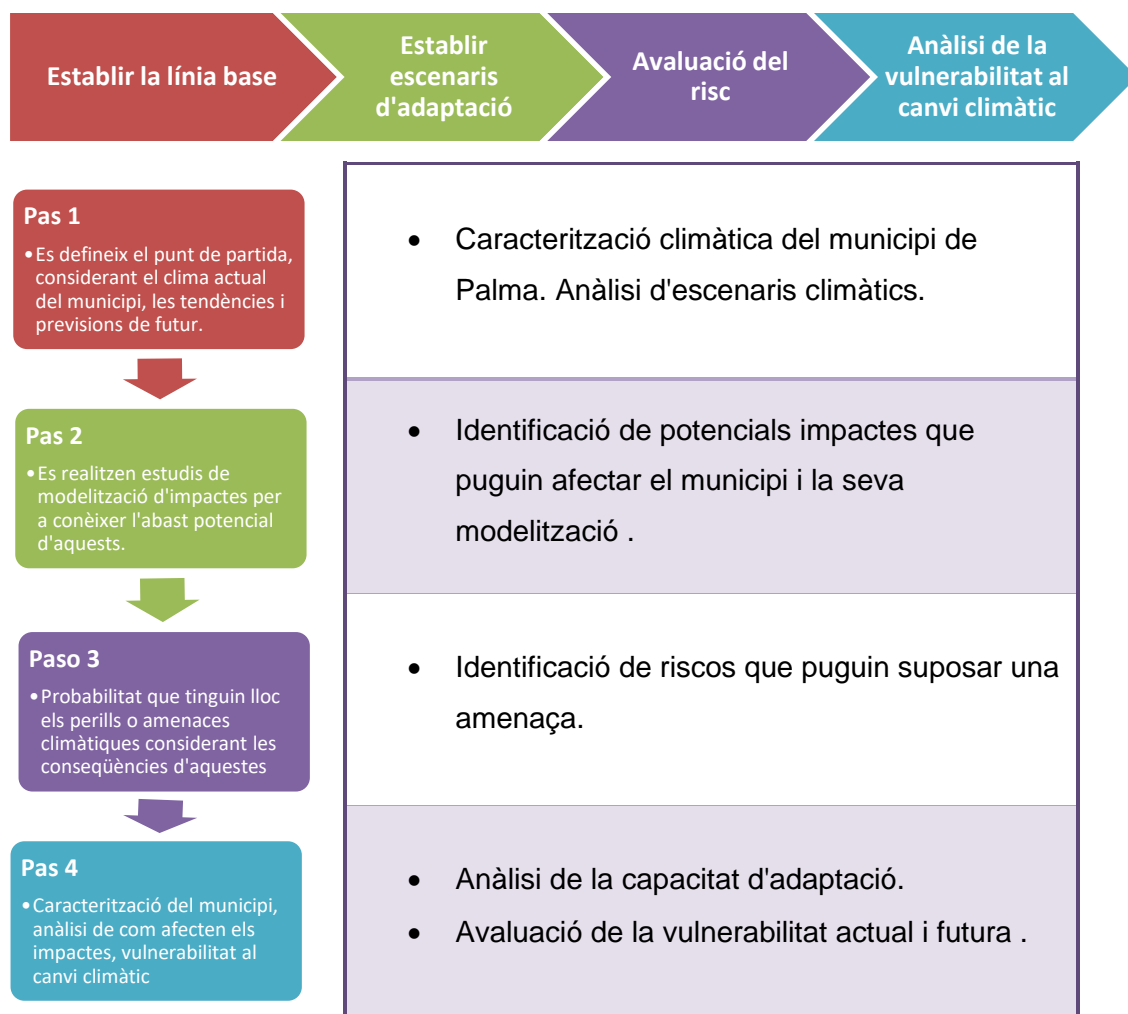 Establir la línia base
Establir
escenaris
d'adaptació
Avaluació del
risc
Anàlisi de la
vulnerabilitat al
canvi climàtic
Pas 1
•Es defineix el punt de partida,
considerant el clima actual
del municipi, les tendències i
previsions de futur.
• Caracterització climàtica del municipi de
Palma. Anàlisi d'escenaris climàtics.
Pas 2
•Es realitzen estudis de
modelització d'impactes per
a conèixer l'abast potencial
d'aquests.
• Identificació de potencials impactes que
puguin afectar el municipi i la seva
modelització .
Paso 3
•Probabilitat que tinguin lloc
els perills o amenaces
climàtiques considerant les
conseqüències d'aquestes
• Identificació de riscos que puguin suposar una
amenaça.
Pas 4
•Caracterització del municipi,
anàlisi de com afecten els
impactes, vulnerabilitat al
canvi climàtic
• Anàlisi de la capacitat d'adaptació.
• Avaluació de la vulnerabilitat actual i futura .